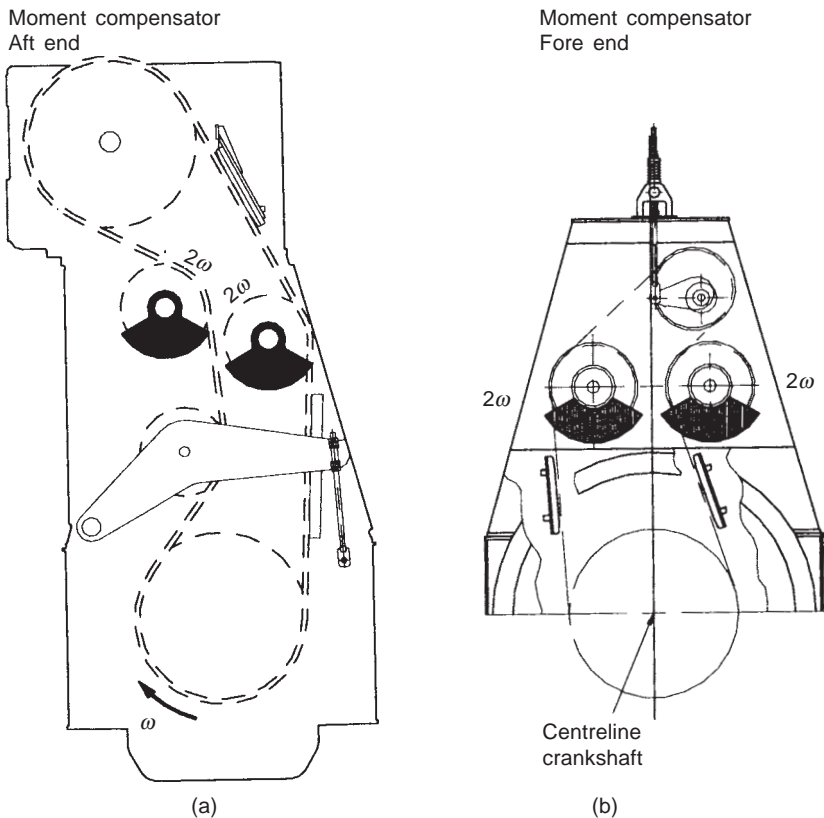 Moment compensator
Aft end
Moment compensator
Fore end
2ω
2ω
2ω
2ω
ω
Centreline
crankshaft
(a)
(b)